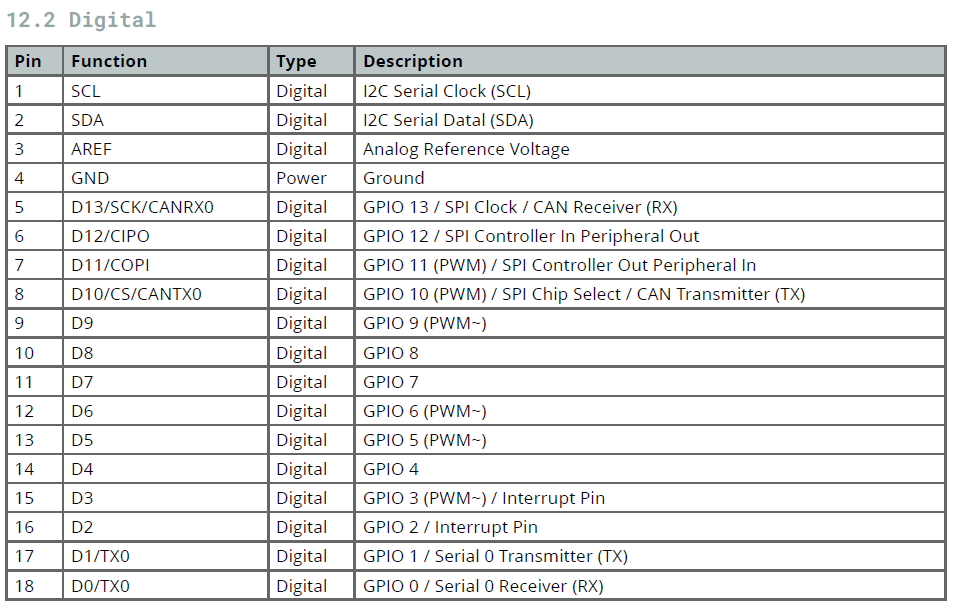 12.2 Digital
Pin Function Type Description
1 SCL Digital I2C Serial Clock (SCL)
2 SDA Digital I2C Serial Datal (SDA)
3 AREF Digital Analog Reference Voltage
4 GND Power Ground
5 D13/SCK/CANRX0 Digital GPIO 13 / SPI Clock / CAN Receiver (RX)
6 D12/CIPO Digital GPIO 12 / SPI Controller In Peripheral Out
7 D11/COPI Digital GPIO 11 (PWM) / SPI Controller Out Peripheral In
8 D10/CS/CANTX0 Digital GPIO 10 (PWM) / SPI Chip Select / CAN Transmitter (TX)
9 D9 Digital GPIO 9 (PWM~)
10 D8 Digital GPIO 8
11 D7 Digital GPIO 7
12 D6 Digital GPIO 6 (PWM~)
13 D5 Digital GPIO 5 (PWM~)
14 D4 Digital GPIO 4
15 D3 Digital GPIO 3 (PWM~) / Interrupt Pin
16 D2 Digital GPIO 2 / Interrupt Pin
17 D1/TX0 Digital GPIO 1 / Serial 0 Transmitter (TX)
18 D0/TX0 Digital GPIO 0 / Serial 0 Receiver (RX)